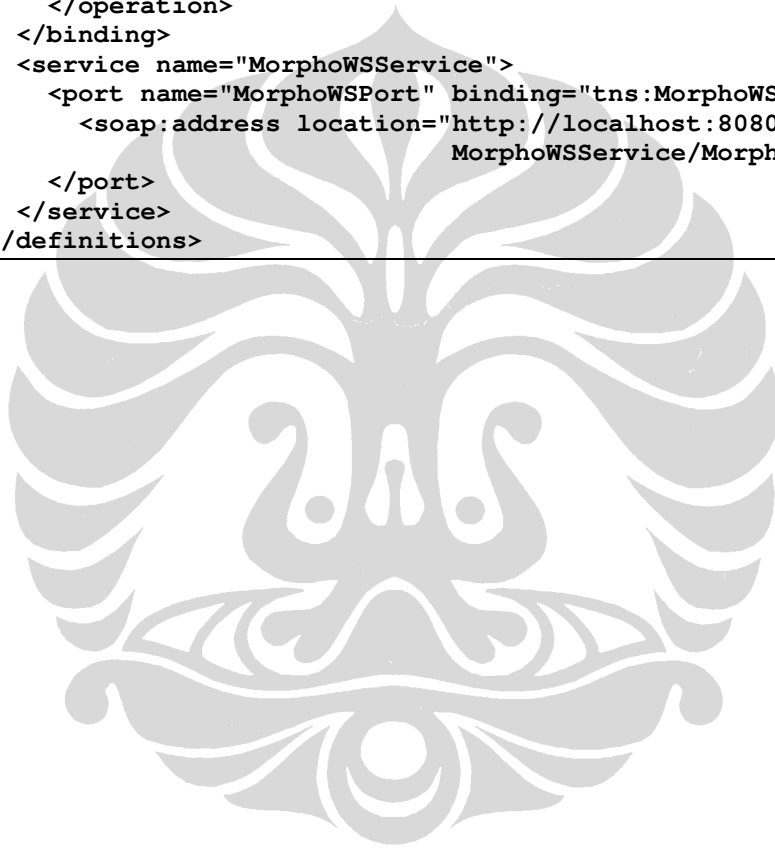 </operation>
</binding>
<service name="MorphoWSService">
<port name="MorphoWSPort" binding="tns:MorphoWS
<soap:address location="http://localhost:8080
MorphoWSService/Morph
</port>
</service>
/definitions>